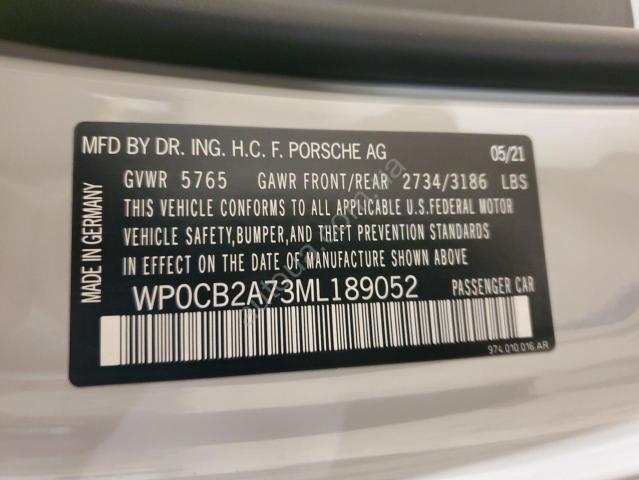 MFD BY DR. ING. H.C. F. PORSCHE AG 05/21
GVWR 5765 GAWR FRONT/REAR 2734/3186 LBS
THIS VEHICLE CONFORMS TO ALL APPLICABLE U.S.FEDERAL MOTOR
VEHICLE SAFETY,BUMPER,AND THEFT PREVENTION STANDARDS
IN EFFECT ON THE DATE OF MANUFACTURE SHOWN ABOVE
WP0CB2A73ML189052 PASSENGER CAR
974.010.016.AR
MADE IN GERMANY